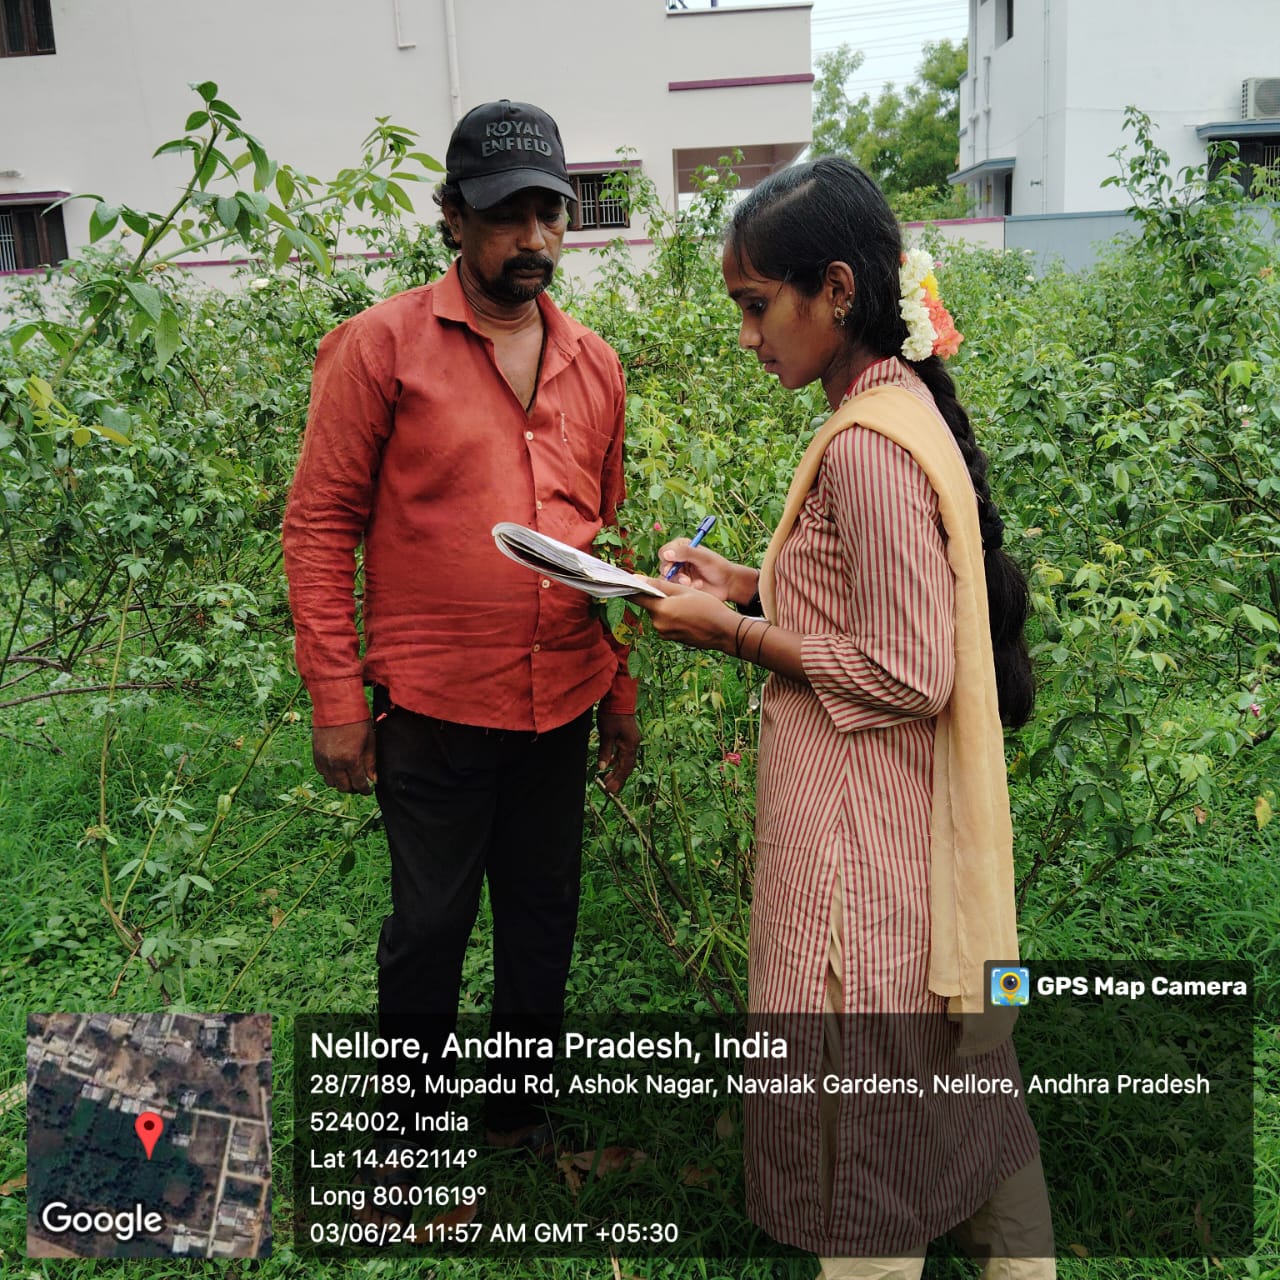 ROYAL
ENFIELD
GPS Map Camera
Nellore, Andhra Pradesh, India
28/7/189, Mupadu Rd, Ashok Nagar, Navalak Gardens, Nellore, Andhra Pradesh
524002, India
Lat 14.462114°
Long 80.01619°
03/06/24 11:57 AM GMT +05:30
Google